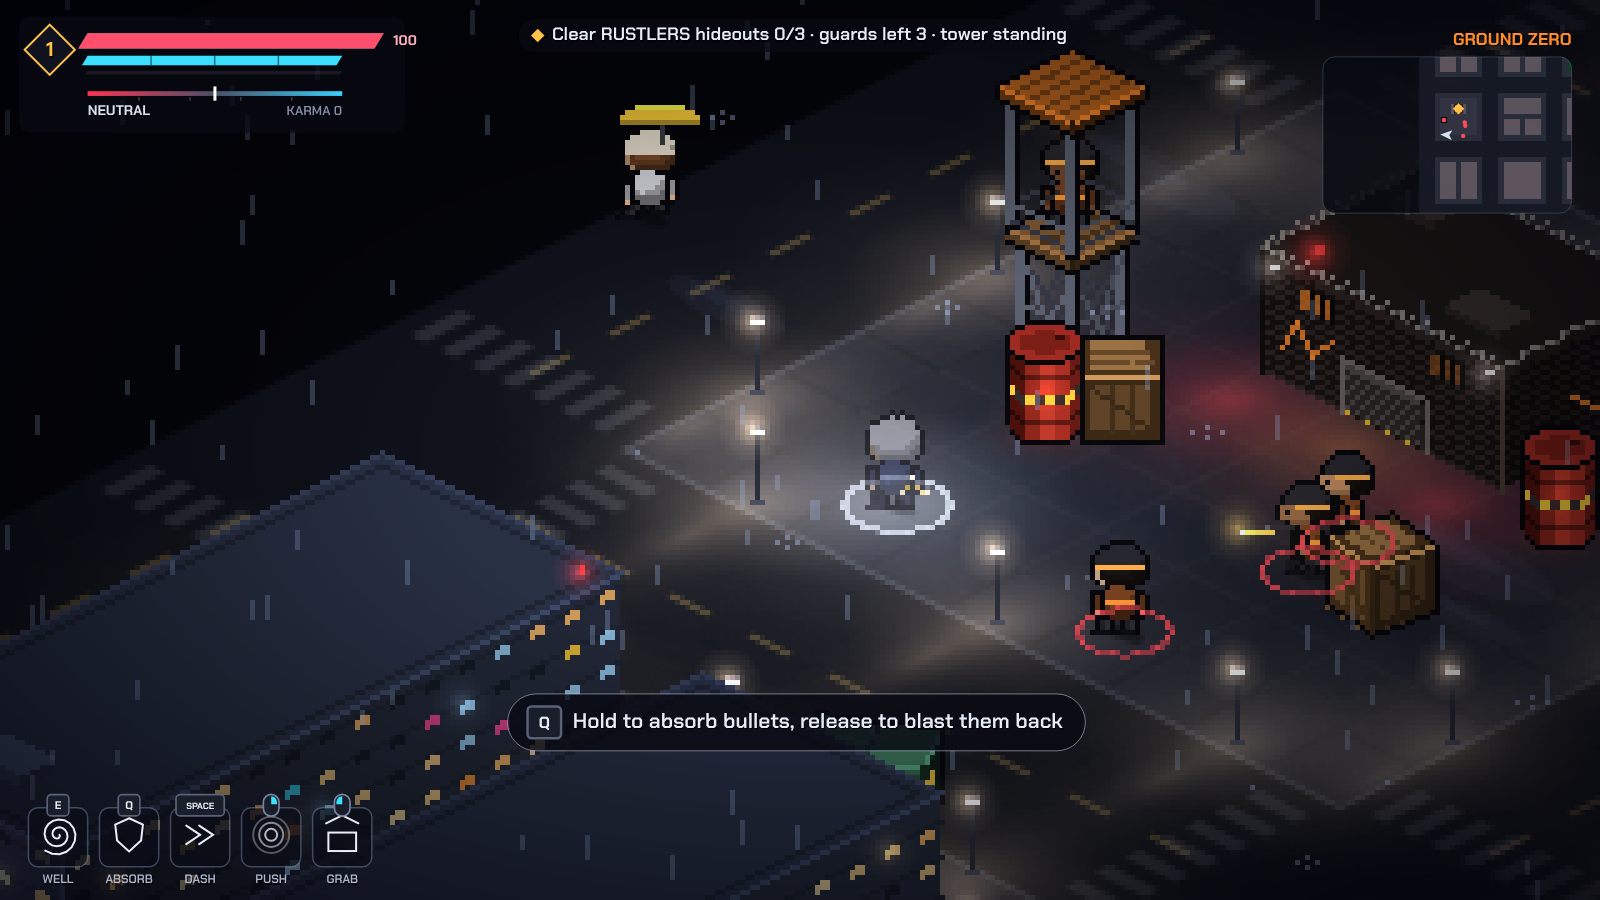 1
100
NEUTRAL
KARMA 0
◆ Clear RUSTLERS hideouts 0/3 · guards left 3 · tower standing
GROUND ZERO
Q Hold to absorb bullets, release to blast them back
E
Q
SPACE
WELL
ABSORB
DASH
PUSH
GRAB